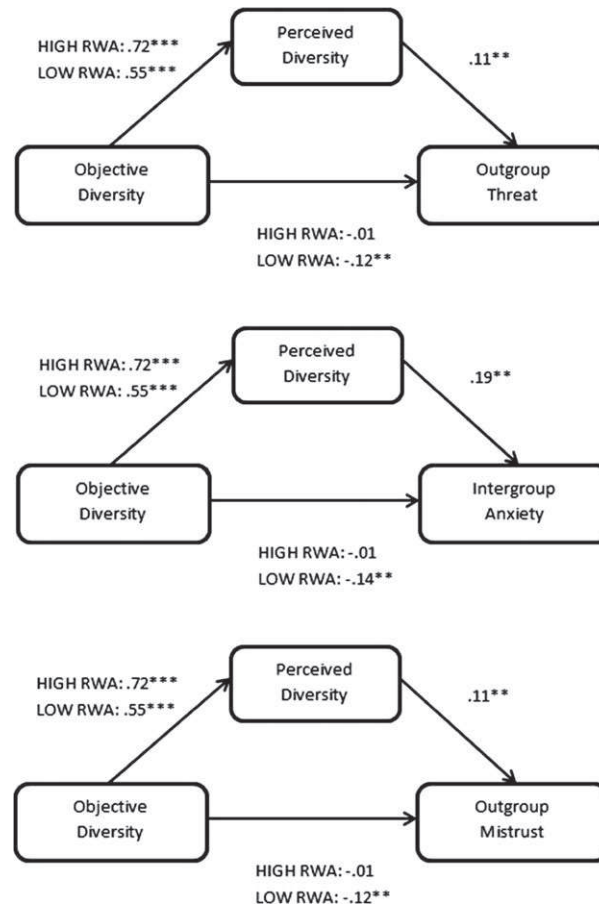 HIGH RWA: .72***
LOW RWA: .55***
Perceived
Diversity
.11**
Objective
Diversity
Outgroup
Threat
HIGH RWA: -.01
LOW RWA: -.12**
HIGH RWA: .72***
LOW RWA: .55***
Perceived
Diversity
.19**
Objective
Diversity
Intergroup
Anxiety
HIGH RWA: -.01
LOW RWA: -.14**
HIGH RWA: .72***
LOW RWA: .55***
Perceived
Diversity
.11**
Objective
Diversity
Outgroup
Mistrust
HIGH RWA: -.01
LOW RWA: -.12**